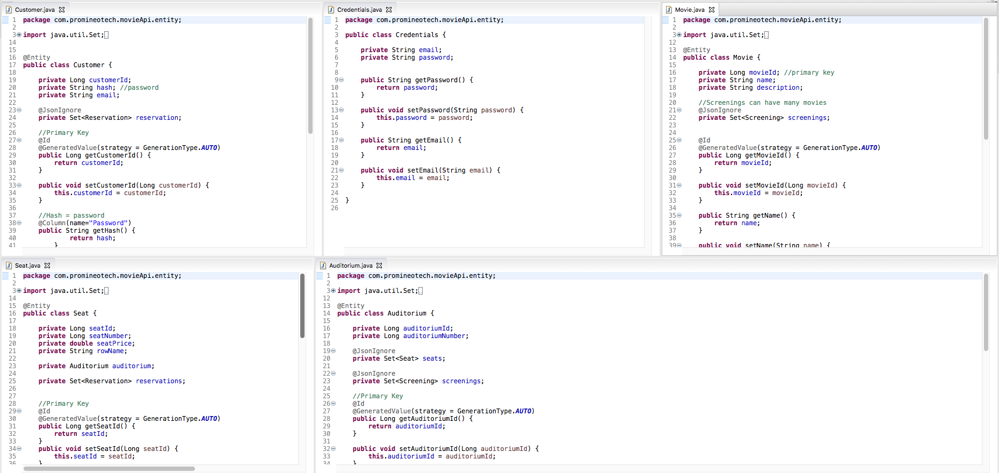 Customer.java
1 package com.promineotech.movieApi.entity;
2
3 import java.util.Set;
14
15
16 @Entity
17 public class Customer {
18
19 private Long customerId;
20 private String hash; //password
21 private String email;
22
23 @JsonIgnore
24 private Set<Reservation> reservation;
25
26 //Primary Key
27 @Id
28 @GeneratedValue(strategy = GenerationType.AUTO)
29 public Long getCustomerId() {
30 return customerId;
31 }
32
33 public void setCustomerId(Long customerId) {
34 this.customerId = customerId;
35 }
36
37 //Hash = password
38 @Column(name="Password")
39 public String getHash() {
40 return hash;
41 }
Credentials.java
1 package com.promineotech.movieApi.entity;
2
3 public class Credentials {
4
5 private String email;
6 private String password;
7
8
9 public String getPassword() {
10 return password;
11 }
12
13 public void setPassword(String password) {
14 this.password = password;
15 }
16
17 public String getEmail() {
18 return email;
19 }
20
21 public void setEmail(String email) {
22 this.email = email;
23 }
24
25 }
26
Movie.java
1 package com.promineotech.movieApi.entity;
2
3 import java.util.Set;
12
13 @Entity
14 public class Movie {
15
16 private Long movieId; //primary key
17 private String name;
18 private String description;
19
20 //Screenings can have many movies
21 @JsonIgnore
22 private Set<Screening> screenings;
23
24
25 @Id
26 @GeneratedValue(strategy = GenerationType.AUTO)
27 public Long getMovieId() {
28 return movieId;
29 }
30
31 public void setMovieId(Long movieId) {
32 this.movieId = movieId;
33 }
34
35 public String getName() {
36 return name;
37 }
38
39 public void setName(String name) {
Seat.java
1 package com.promineotech.movieApi.entity;
2
3 import java.util.Set;
14
15 @Entity
16 public class Seat {
17
18 private Long seatId;
19 private Long seatNumber;
20 private double seatPrice;
21 private String rowName;
22
23 private Auditorium auditorium;
24
25 private Set<Reservation> reservations;
26
27
28 //Primary Key
29 @Id
30 @GeneratedValue(strategy = GenerationType.AUTO)
31 public Long getSeatId() {
32 return seatId;
33 }
34 public void setSeatId(Long seatId) {
35 this.seatId = seatId;
36 }
Auditorium.java
1 package com.promineotech.movieApi.entity;
2
3 import java.util.Set;
12
13 @Entity
14 public class Auditorium {
15
16 private Long auditoriumId;
17 private Long auditoriumNumber;
18
19 @JsonIgnore
20 private Set<Seat> seats;
21
22 @JsonIgnore
23 private Set<Screening> screenings;
24
25 //Primary Key
26 @Id
27 @GeneratedValue(strategy = GenerationType.AUTO)
28 public Long getAuditoriumId() {
29 return auditoriumId;
30 }
31
32 public void setAuditoriumId(Long auditoriumId) {
33 this.auditoriumId = auditoriumId;
34 }